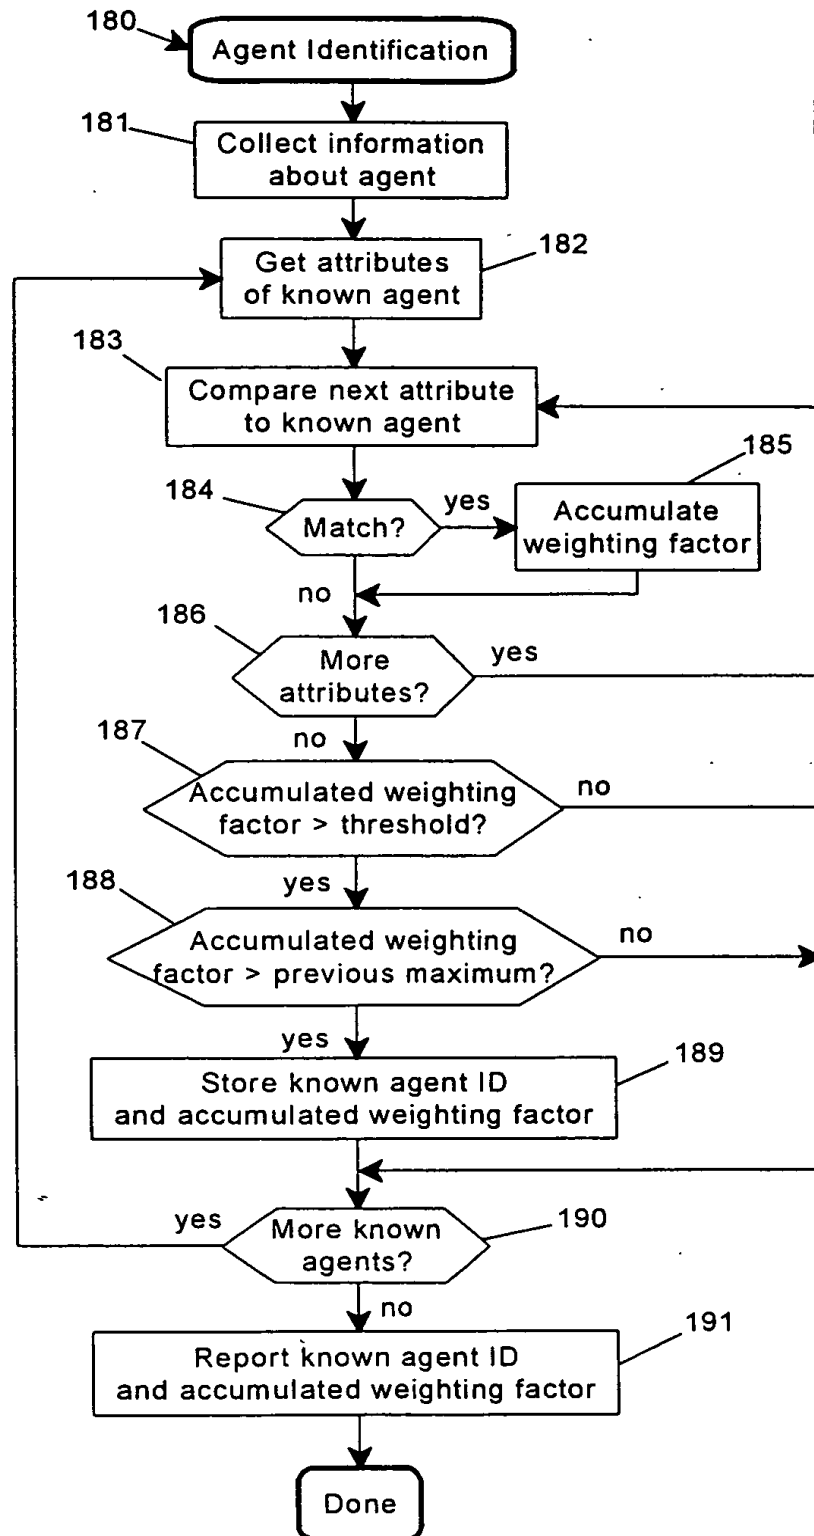 180
Agent Identification
181
Collect information
about agent
182
Get attributes
of known agent
183
Compare next attribute
to known agent
184
Match?
yes
185
Accumulate
weighting factor
no
186
More
attributes?
yes
no
187
Accumulated weighting
factor > threshold?
no
yes
188
Accumulated weighting
factor > previous maximum?
no
yes
189
Store known agent ID
and accumulated weighting factor
yes
More known
agents?
190
no
191
Report known agent ID
and accumulated weighting factor
Done